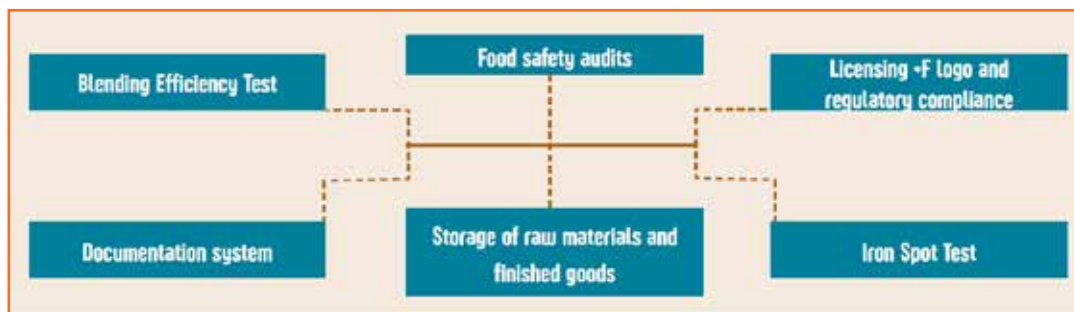 Blending Efficiency Test
Food safety audits
Licensing +F logo and
regulatory compliance
Documentation system
Storage of raw materials and
finished goods
Iron Spot Test